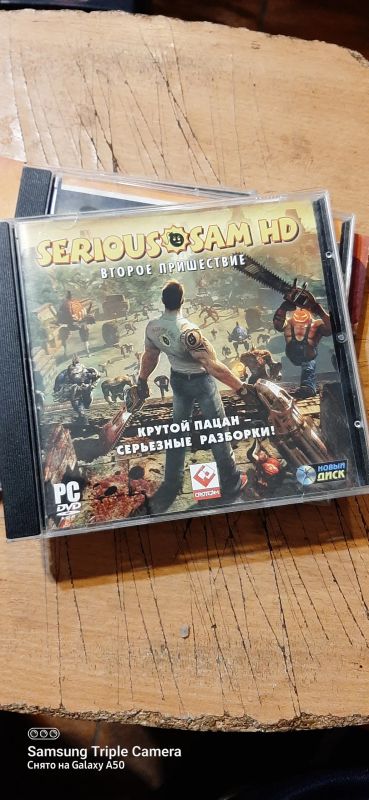 SERIOUS SAM HD
ВТОРОЕ ПРИШЕСТВИЕ
КРУТОЙ ПАЦАН –
СЕРЬЕЗНЫЕ РАЗБОРКИ!
PC
DVD
CROTEAM
НОВЫЙ
ДИСК
Samsung Triple Camera
Снято на Galaxy A50